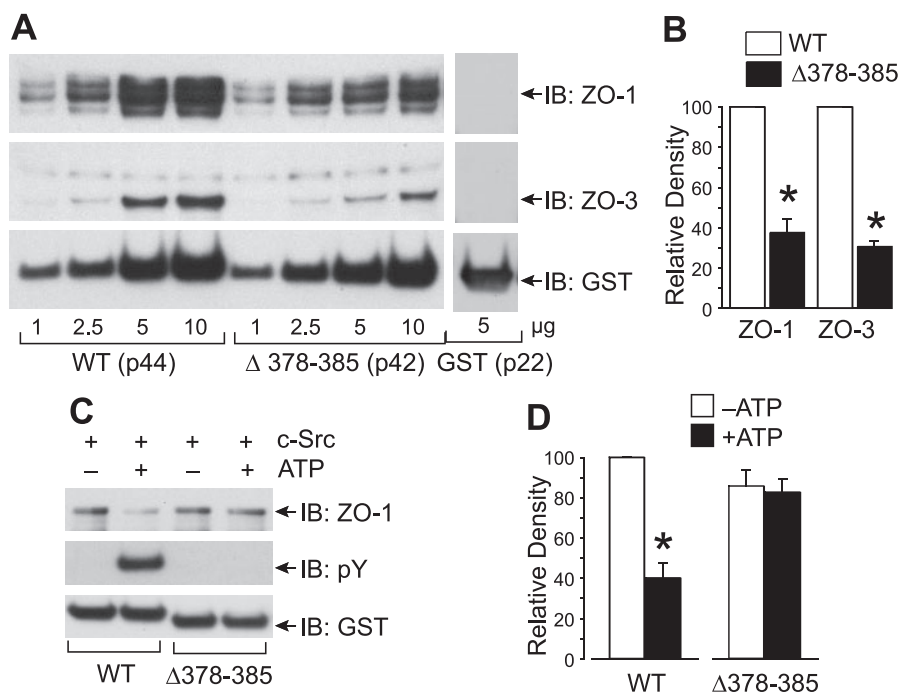 A
IB: ZO-1
IB: ZO-3
IB: GST
1 2.5 5 10 1 2.5 5 10 5 µg
WT (p44) Δ 378-385 (p42) GST (p22)
B
WT
Δ378-385
Relative Density
100
80
60
40
20
0
* *
ZO-1 ZO-3
C
+ + + + c-Src
– + – + ATP
IB: ZO-1
IB: pY
IB: GST
WT Δ378-385
D
–ATP
+ATP
Relative Density
100
80
60
40
20
0
*
WT Δ378-385